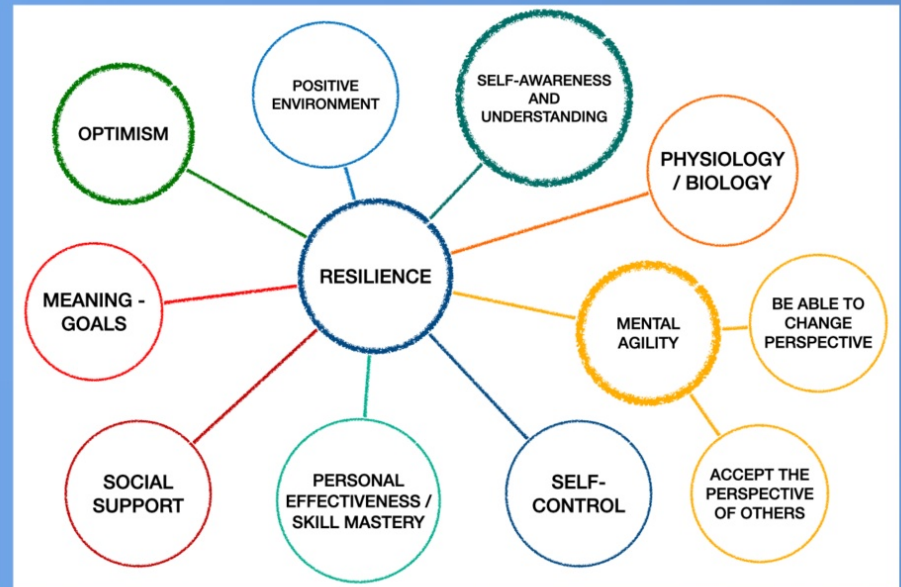 OPTIMISM
POSITIVE
ENVIRONMENT
SELF-AWARENESS
AND
UNDERSTANDING
PHYSIOLOGY
/ BIOLOGY
RESILIENCE
MEANING -
GOALS
MENTAL
AGILITY
BE ABLE TO
CHANGE
PERSPECTIVE
SOCIAL
SUPPORT
PERSONAL
EFFECTIVENESS /
SKILL MASTERY
SELF-
CONTROL
ACCEPT THE
PERSPECTIVE
OF OTHERS